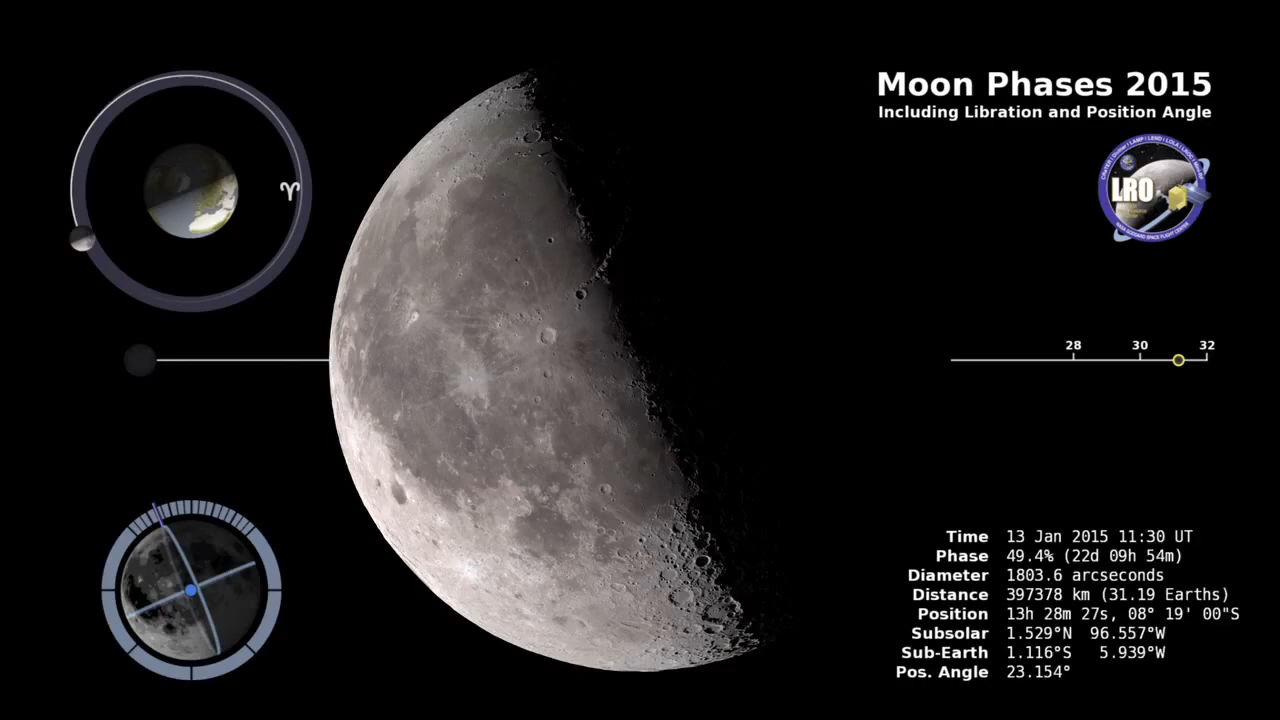 Moon Phases 2015
Including Libration and Position Angle
LRO
♈
28 30 32
Time 13 Jan 2015 11:30 UT
Phase 49.4% (22d 09h 54m)
Diameter 1803.6 arcseconds
Distance 397378 km (31.19 Earths)
Position 13h 28m 27s, 08° 19' 00"S
Subsolar 1.529°N 96.557°W
Sub-Earth 1.116°S 5.939°W
Pos. Angle 23.154°